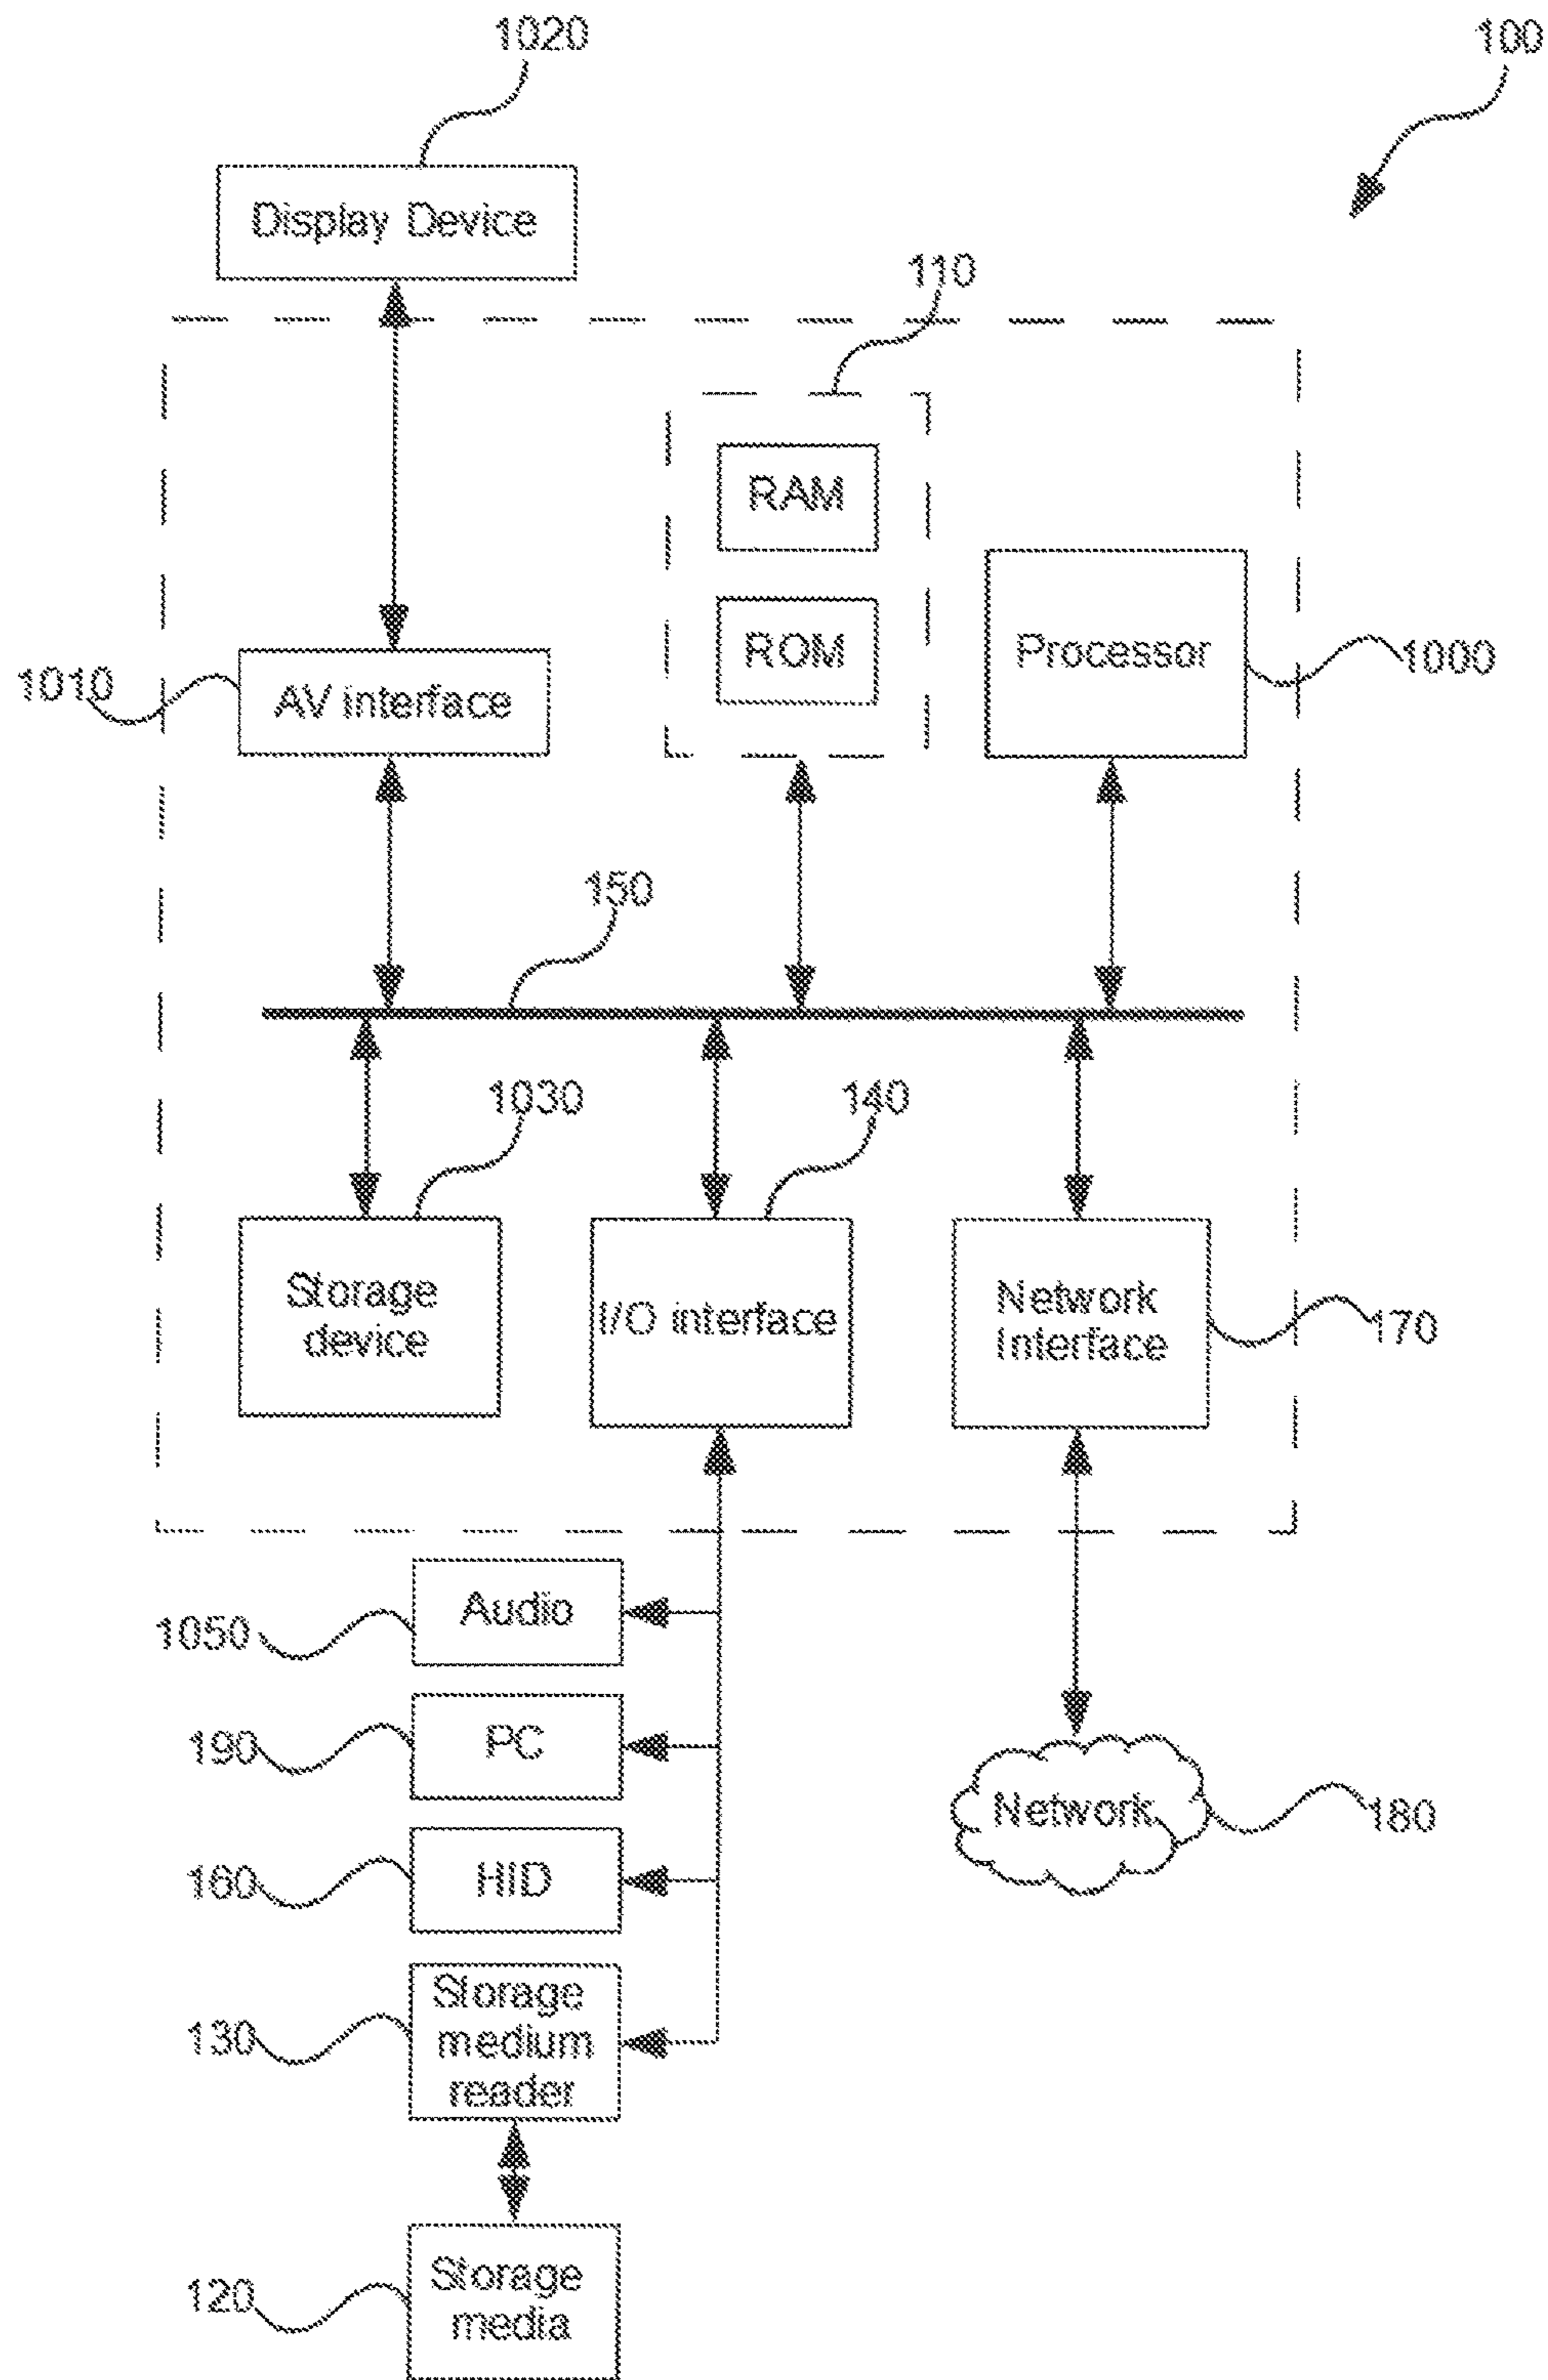 1020
100
Display Device
110
RAM
ROM
Processor
1000
1010
AV interface
150
1030
140
Storage
device
I/O interface
Network
Interface
170
Audio
1050
PC
190
HID
160
Network
180
Storage
medium
reader
130
Storage
media
120